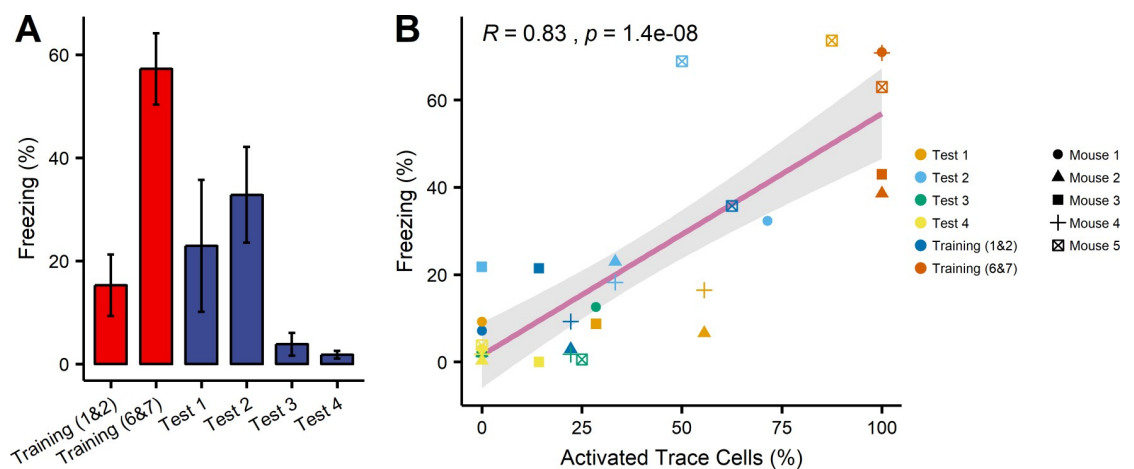 A
Freezing (%)
60
40
20
0
Training (1&2)
Training (6&7)
Test 1
Test 2
Test 3
Test 4
B
R = 0.83 , p = 1.4e-08
Freezing (%)
60
40
20
0
0 25 50 75 100
Activated Trace Cells (%)
Test 1
Test 2
Test 3
Test 4
Training (1&2)
Training (6&7)
Mouse 1
Mouse 2
Mouse 3
Mouse 4
Mouse 5